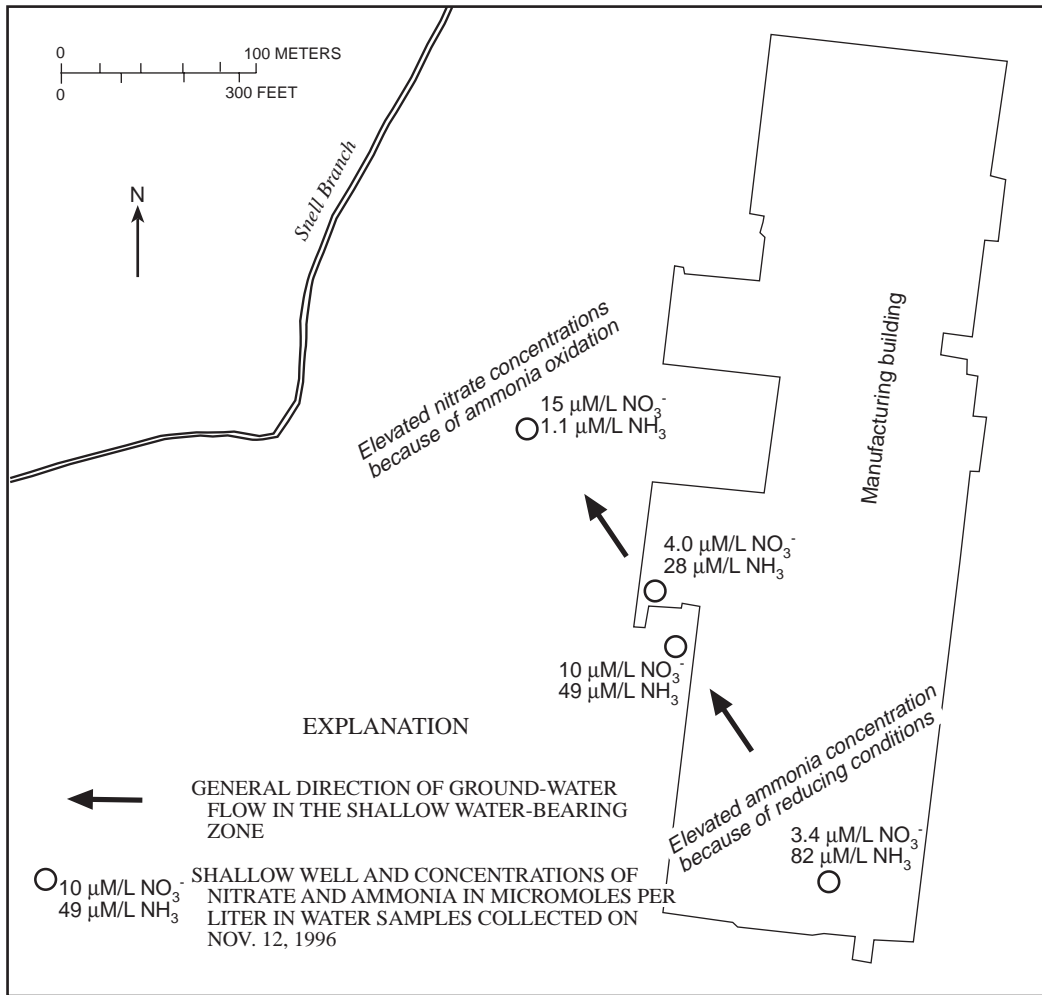 0 100 METERS
0 300 FEET
N
Snell Branch
Manufacturing building
Elevated nitrate concentrations
because of ammonia oxidation
15 µM/L NO₃⁻
1.1 µM/L NH₃
4.0 µM/L NO₃⁻
28 µM/L NH₃
10 µM/L NO₃⁻
49 µM/L NH₃
Elevated ammonia concentration
because of reducing conditions
3.4 µM/L NO₃⁻
82 µM/L NH₃
EXPLANATION
GENERAL DIRECTION OF GROUND-WATER
FLOW IN THE SHALLOW WATER-BEARING
ZONE
10 µM/L NO₃⁻
49 µM/L NH₃
SHALLOW WELL AND CONCENTRATIONS OF
NITRATE AND AMMONIA IN MICROMOLES PER
LITER IN WATER SAMPLES COLLECTED ON
NOV. 12, 1996